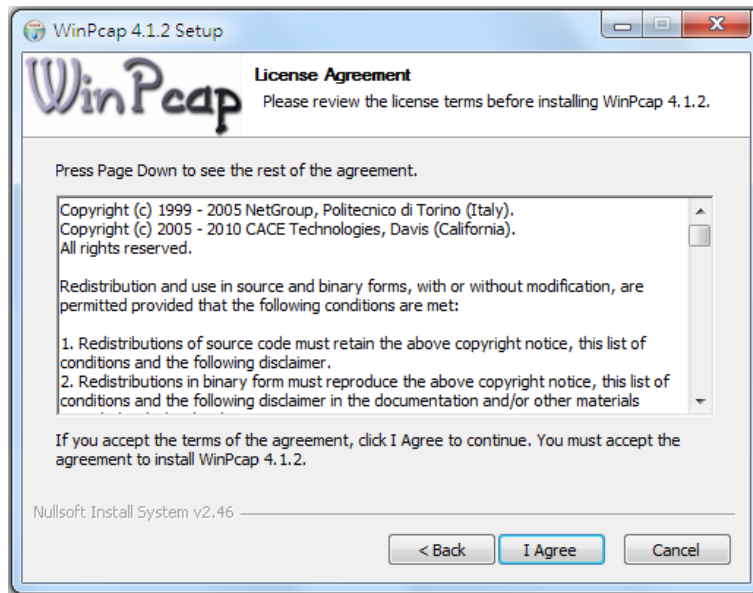 WinPcap 4.1.2 Setup
WinPcap
License Agreement
Please review the license terms before installing WinPcap 4.1.2.
Press Page Down to see the rest of the agreement.
Copyright (c) 1999 - 2005 NetGroup, Politecnico di Torino (Italy).
Copyright (c) 2005 - 2010 CACE Technologies, Davis (California).
All rights reserved.
Redistribution and use in source and binary forms, with or without modification, are
permitted provided that the following conditions are met:
1. Redistributions of source code must retain the above copyright notice, this list of
conditions and the following disclaimer.
2. Redistributions in binary form must reproduce the above copyright notice, this list of
conditions and the following disclaimer in the documentation and/or other materials
If you accept the terms of the agreement, click I Agree to continue. You must accept the
agreement to install WinPcap 4.1.2.
Nullsoft Install System v2.46
< Back
I Agree
Cancel